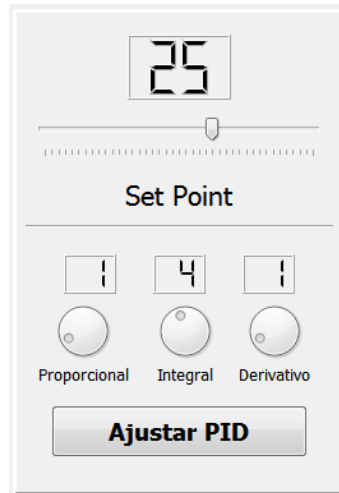 25
Set Point
1 4 1
Proporcional Integral Derivativo
Ajustar PID